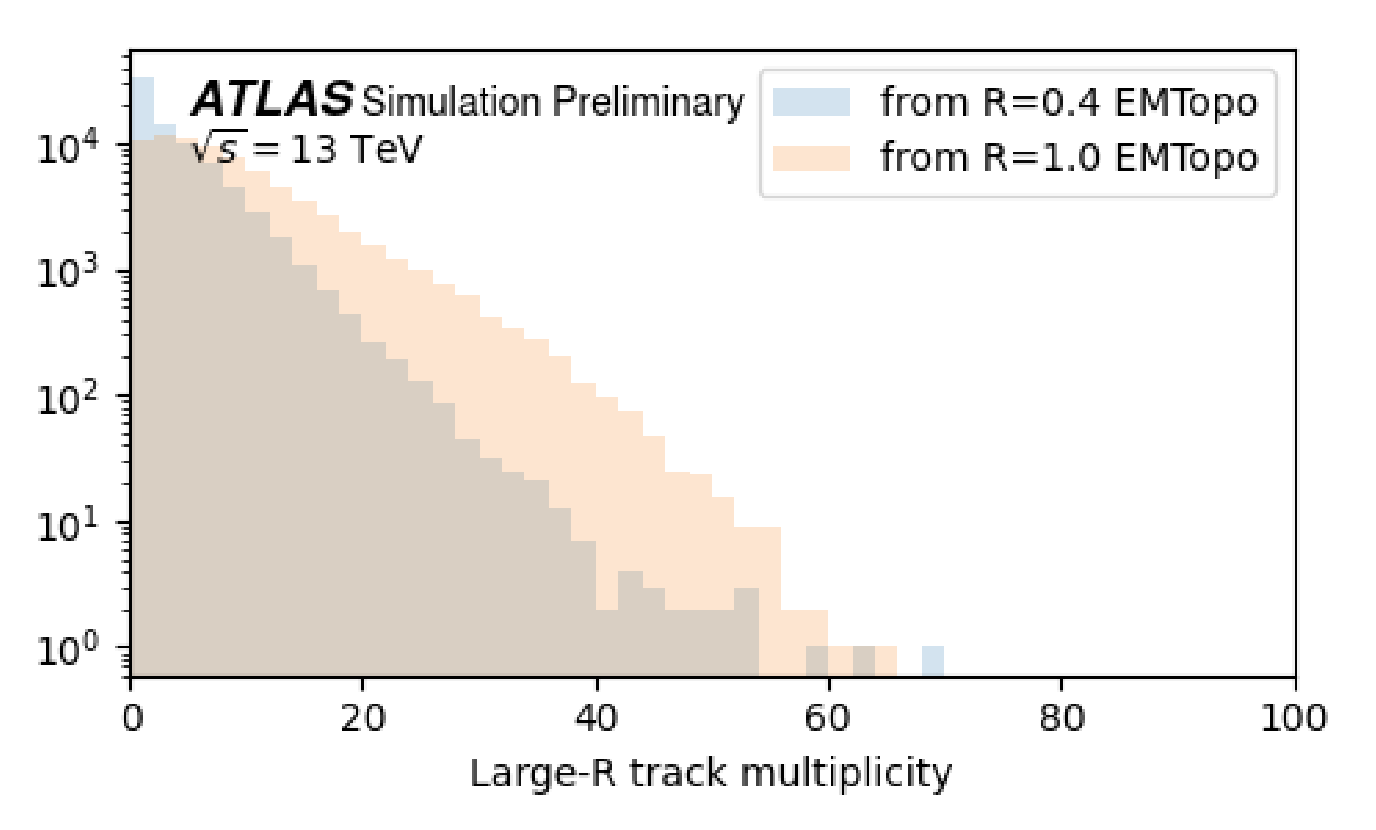 ATLAS Simulation Preliminary
√s = 13 TeV
from R=0.4 EMTopo
from R=1.0 EMTopo
10⁴
10³
10²
10¹
10⁰
0 20 40 60 80 100
Large-R track multiplicity